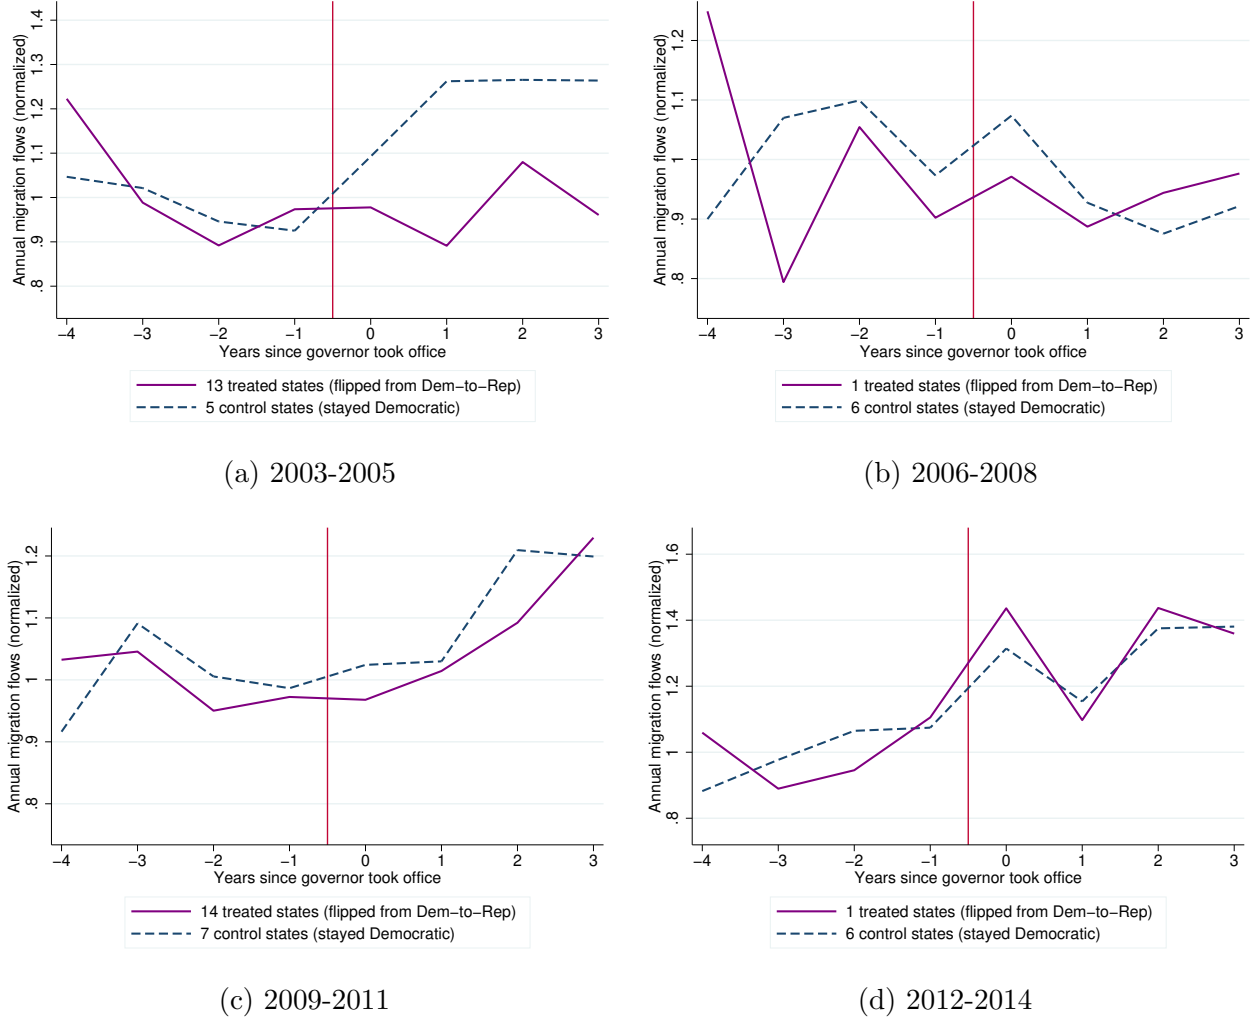 Annual migration flows (normalized)
1.4
1.3
1.2
1.1
1
.9
.8
−4 −3 −2 −1 0 1 2 3
Years since governor took office
13 treated states (flipped from Dem−to−Rep)
5 control states (stayed Democratic)
(a) 2003-2005
Annual migration flows (normalized)
1.2
1.1
1
.9
.8
−4 −3 −2 −1 0 1 2 3
Years since governor took office
1 treated states (flipped from Dem−to−Rep)
6 control states (stayed Democratic)
(b) 2006-2008
Annual migration flows (normalized)
1.2
1.1
1
.9
.8
−4 −3 −2 −1 0 1 2 3
Years since governor took office
14 treated states (flipped from Dem−to−Rep)
7 control states (stayed Democratic)
(c) 2009-2011
Annual migration flows (normalized)
1.6
1.4
1.2
1
.8
−4 −3 −2 −1 0 1 2 3
Years since governor took office
1 treated states (flipped from Dem−to−Rep)
6 control states (stayed Democratic)
(d) 2012-2014